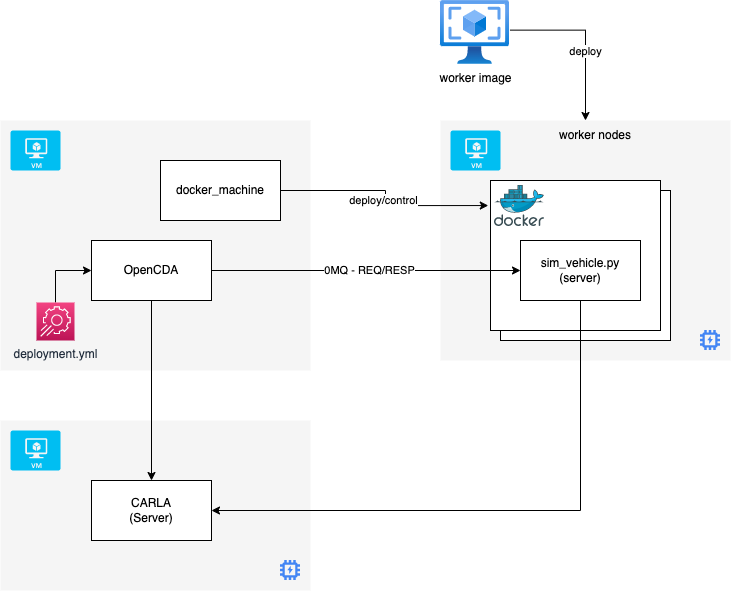 worker image
deploy
VM
VM
worker nodes
docker_machine
deploy/control
docker
OpenCDA
0MQ - REQ/RESP
sim_vehicle.py
(server)
deployment.yml
VM
CARLA
(Server)